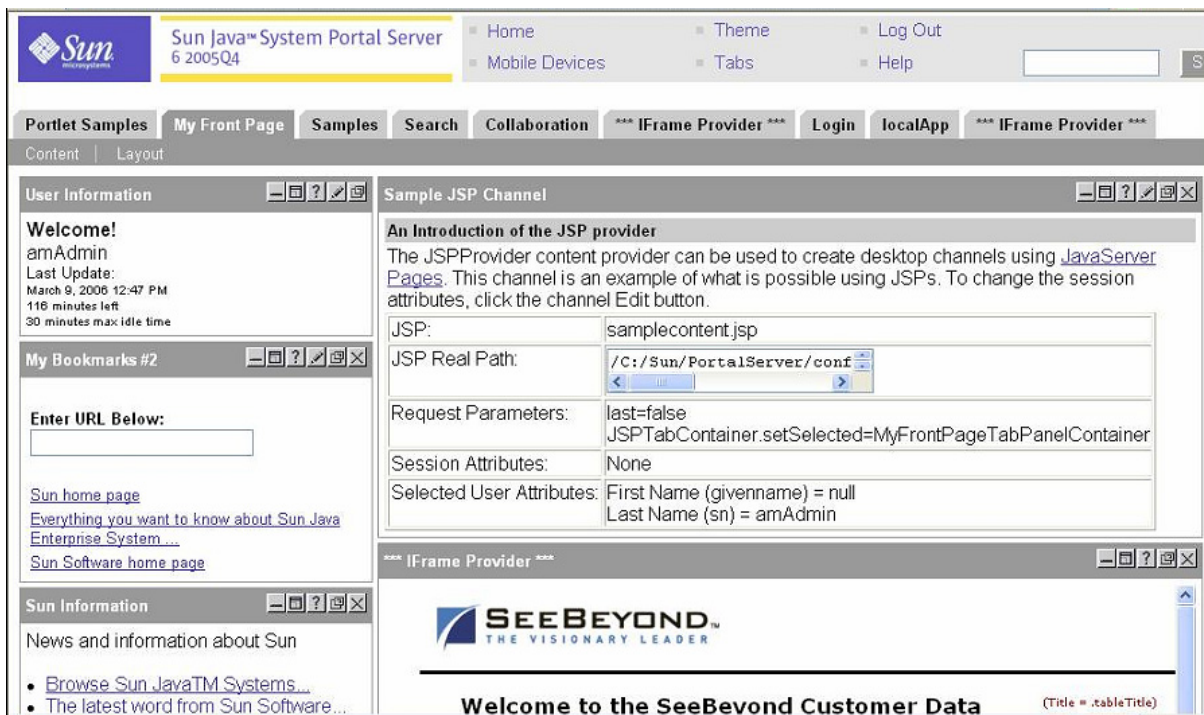 Sun
microsystems
Sun Java™ System Portal Server
6 2005Q4
Home
Theme
Log Out
Mobile Devices
Tabs
Help
S
Portlet Samples
My Front Page
Samples
Search
Collaboration
*** IFrame Provider ***
Login
localApp
*** IFrame Provider ***
Content | Layout
User Information
Welcome!
amAdmin
Last Update:
March 9, 2006 12:47 PM
116 minutes left
30 minutes max idle time
My Bookmarks #2
Enter URL Below:
Sun home page
Everything you want to know about Sun Java
Enterprise System ...
Sun Software home page
Sun Information
News and information about Sun
• Browse Sun JavaTM Systems...
• The latest word from Sun Software...
Sample JSP Channel
An Introduction of the JSP provider
The JSPProvider content provider can be used to create desktop channels using JavaServer
Pages. This channel is an example of what is possible using JSPs. To change the session
attributes, click the channel Edit button.
JSP: samplecontent.jsp
JSP Real Path: /C:/Sun/PortalServer/conf
Request Parameters: last=false
JSPTabContainer.setSelected=MyFrontPageTabPanelContainer
Session Attributes: None
Selected User Attributes: First Name (givenname) = null
Last Name (sn) = amAdmin
*** IFrame Provider ***
SEEBEYOND™
THE VISIONARY LEADER
Welcome to the SeeBeyond Customer Data
(Title = .tableTitle)